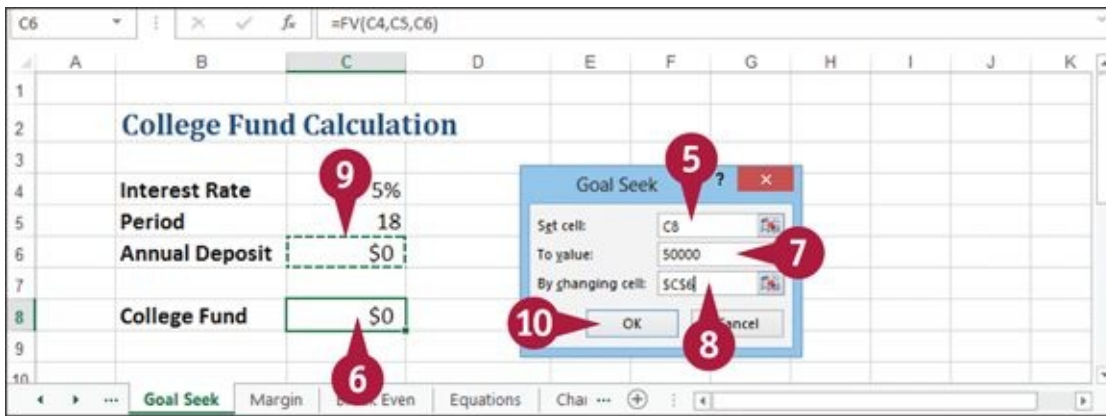 C6 fx =FV(C4,C5,C6)
A B C D E F G H I J K
1
2 College Fund Calculation
3
4 Interest Rate 5%
5 Period 18
6 Annual Deposit $0
7
8 College Fund $0
9
10
9
6
Goal Seek ? ×
5
Set cell: C8
To value: 50000
7
By changing cell: $C$6
8
10
OK
Goal Seek Margin Even Equations Chai ...